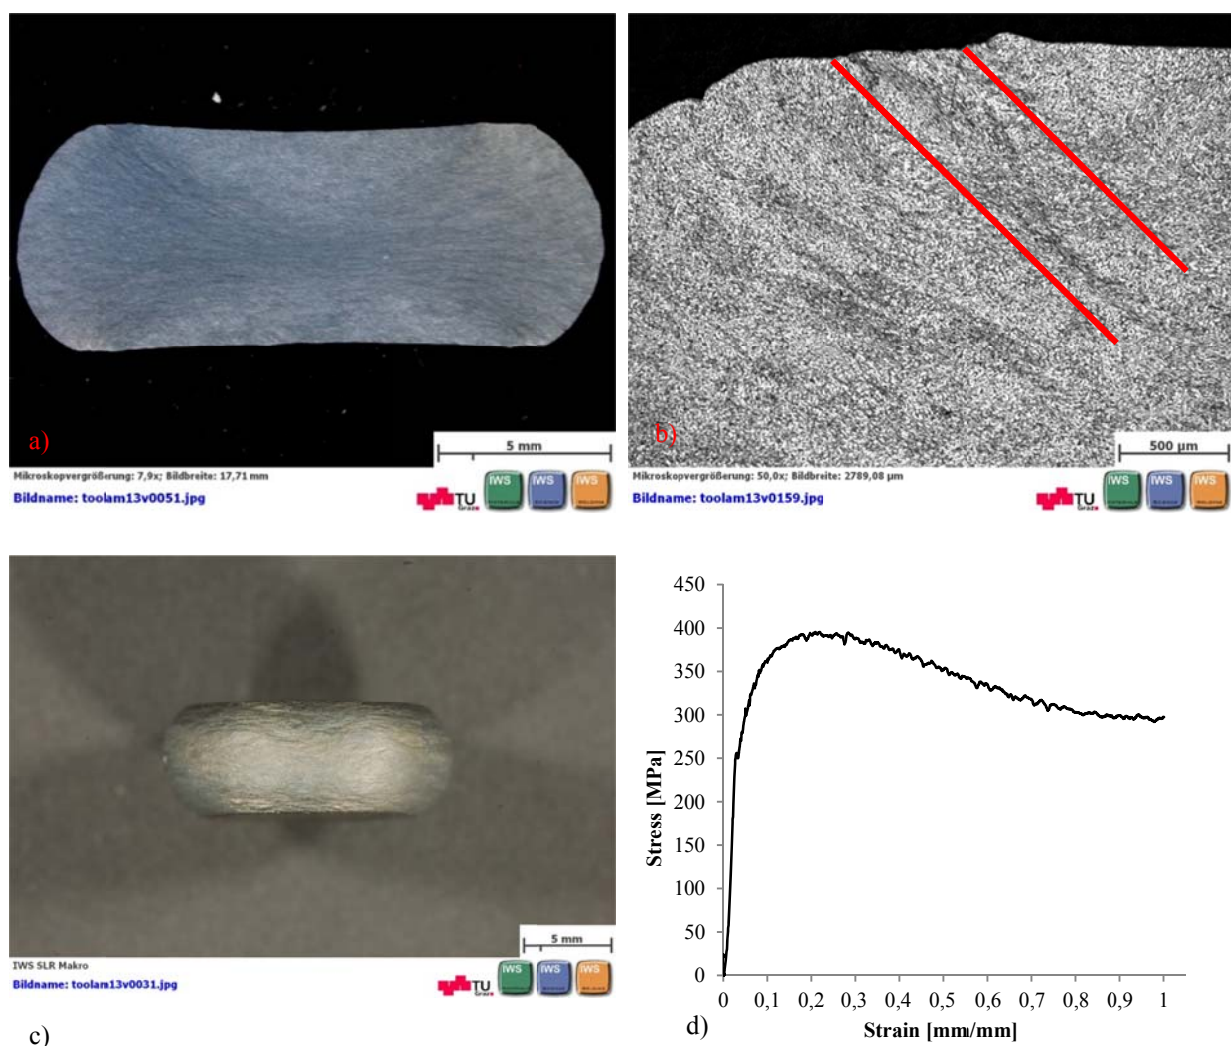 a)
5 mm
Mikroskopvergrößerung: 7,9x; Bildbreite: 17,71 mm
Bildname: toolam13v0051.jpg
TU
Graz
IWS
IWS
IWS
b)
500 µm
Mikroskopvergrößerung: 50,0x; Bildbreite: 2789,08 µm
Bildname: toolam13v0159.jpg
TU
Graz
IWS
IWS
IWS
5 mm
IWS SLR Makro
Bildname: toolam13v0031.jpg
TU
Graz
IWS
IWS
IWS
c)
450
400
350
300
250
200
150
100
50
0
Stress [MPa]
0 0,1 0,2 0,3 0,4 0,5 0,6 0,7 0,8 0,9 1
Strain [mm/mm]
d)